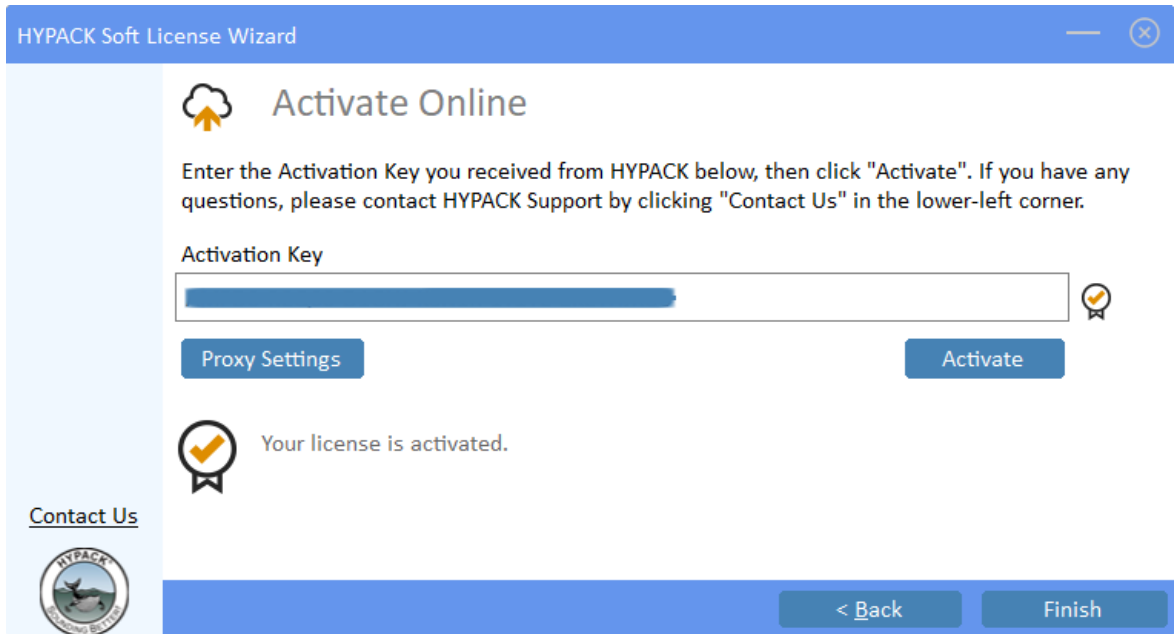 HYPACK Soft License Wizard
Activate Online
Enter the Activation Key you received from HYPACK below, then click "Activate". If you have any
questions, please contact HYPACK Support by clicking "Contact Us" in the lower-left corner.
Activation Key
Proxy Settings
Activate
Your license is activated.
Contact Us
HYPACK
SOUNDING BETTER!
< Back
Finish